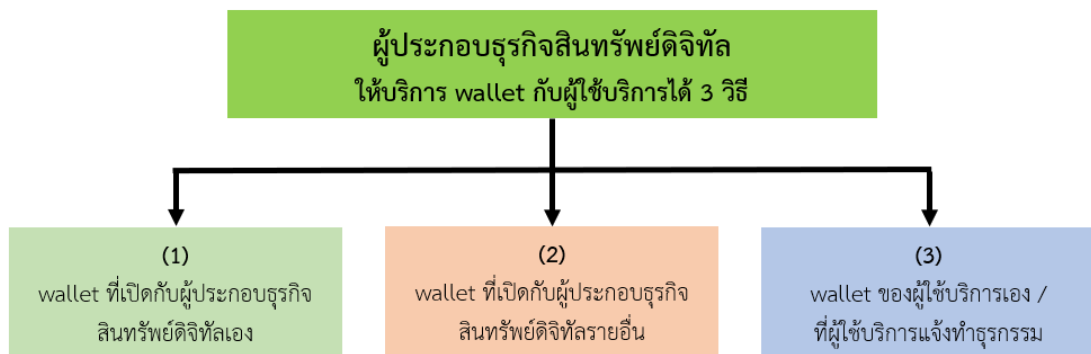 ผู้ประกอบธุรกิจสินทรัพย์ดิจิทัล
ให้บริการ wallet กับผู้ใช้บริการได้ 3 วิธี
(1)
wallet ที่เปิดกับผู้ประกอบธุรกิจ
สินทรัพย์ดิจิทัลเอง
(2)
wallet ที่เปิดกับผู้ประกอบธุรกิจ
สินทรัพย์ดิจิทัลรายอื่น
(3)
wallet ของผู้ใช้บริการเอง /
ที่ผู้ใช้บริการแจ้งทำธุรกรรม